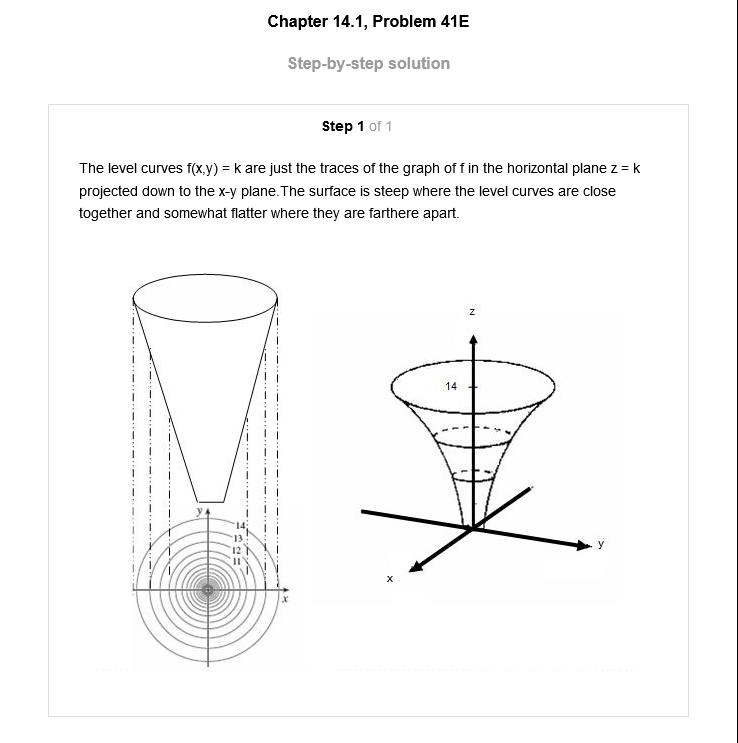 Chapter 14.1, Problem 41E
Step-by-step solution
Step 1 of 1
The level curves f(x,y) = k are just the traces of the graph of f in the horizontal plane z = k
projected down to the x-y plane.The surface is steep where the level curves are close
together and somewhat flatter where they are farthere apart.
y
14
13
12
11
x
z
14
y
x